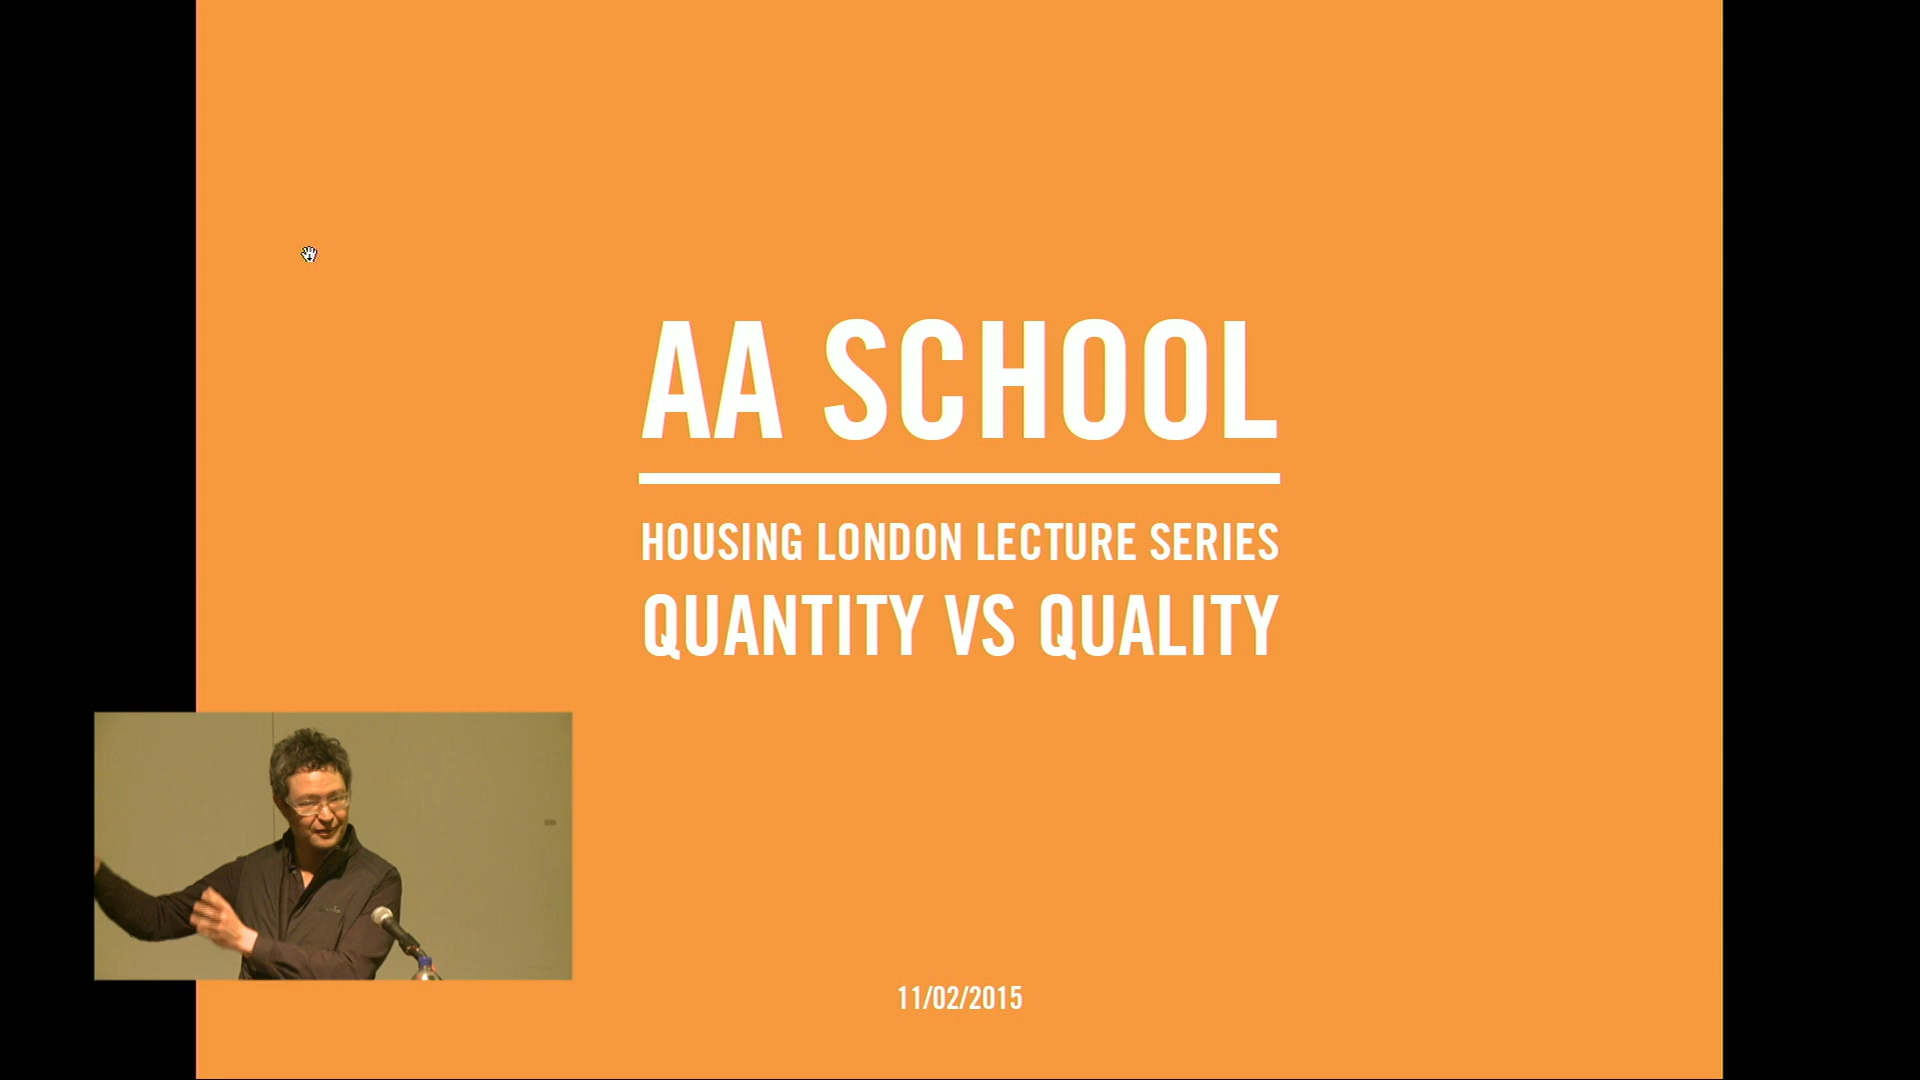 AA SCHOOL
HOUSING LONDON LECTURE SERIES
QUANTITY VS QUALITY
11/02/2015